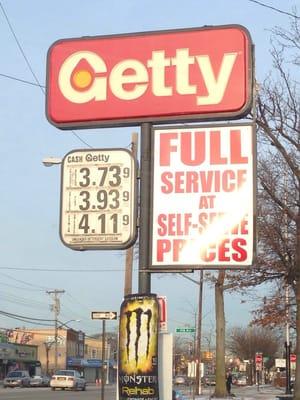 Getty
CASH Getty
3.73 9
3.93 9
4.11 9
FULL
SERVICE
AT
SELF-SERVE
PRICES
MONSTER
Rehab